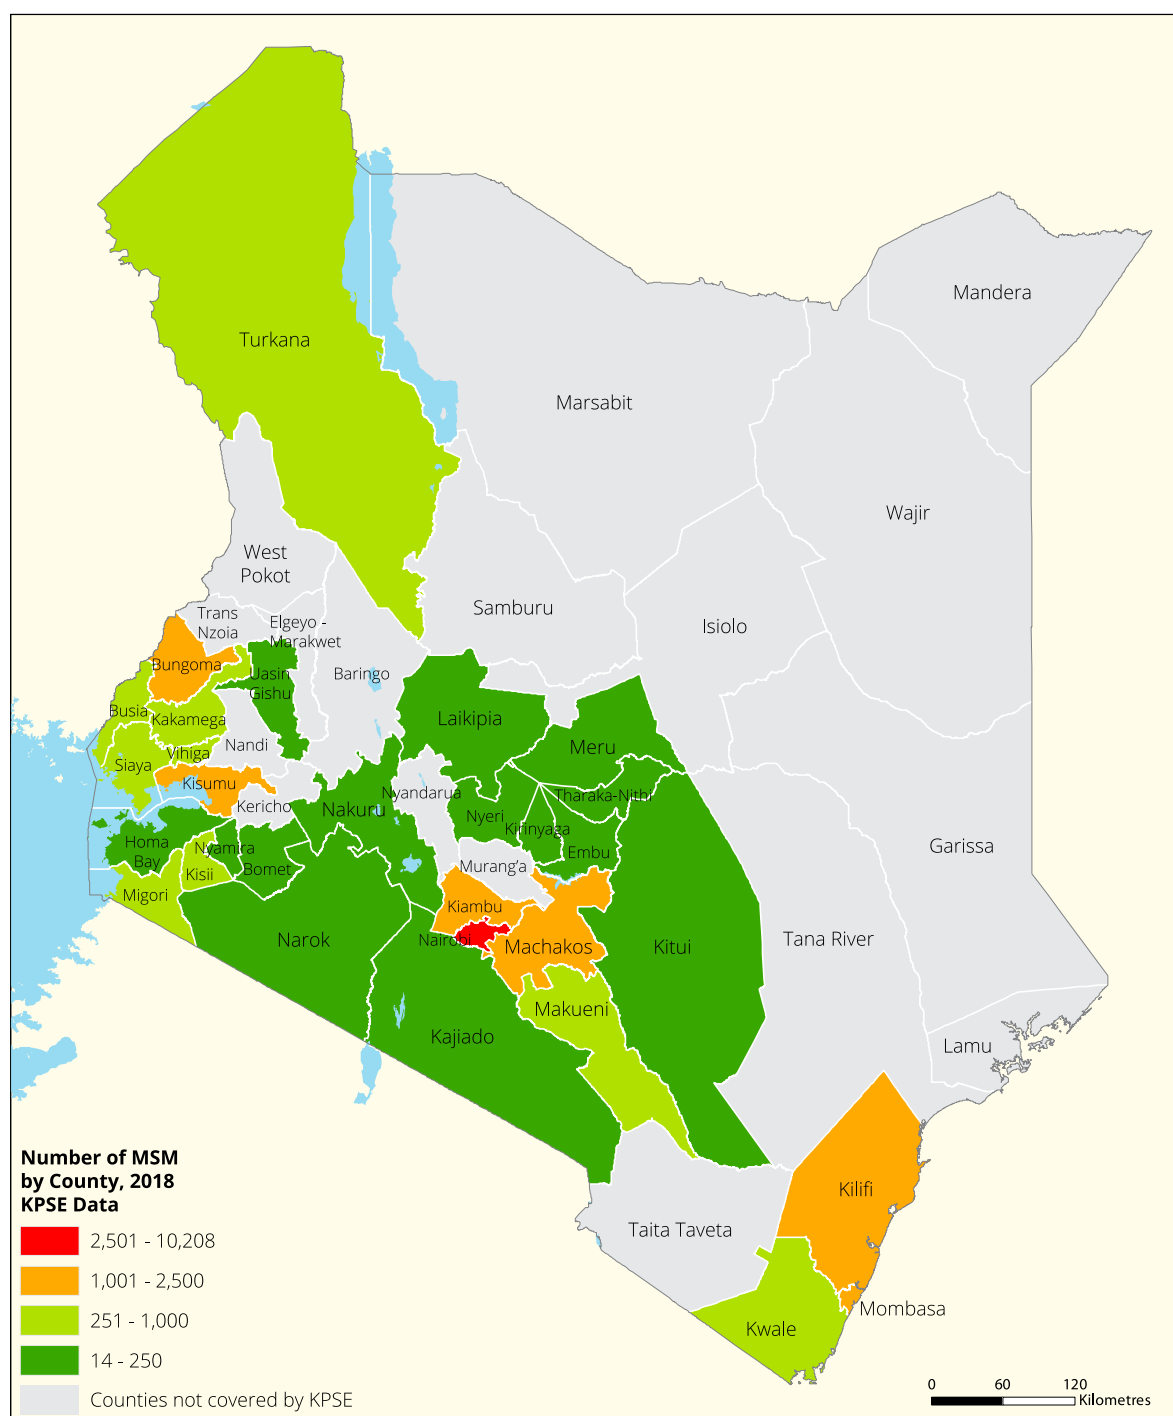 Mandera
Turkana
Marsabit
Wajir
West
Pokot
Samburu
Trans
Nzoia
Elgeyo -
Marakwet
Isiolo
Bungoma
Uasin
Gishu
Baringo
Busia
Kakamega
Laikipia
Nandi
Meru
Vihiga
Siaya
Kisumu
Kericho
Nyandarua
Tharaka-Nithi
Nakuru
Nyeri
Kirinyaga
Homa
Bay
Nyamira
Embu
Garissa
Bomet
Murang'a
Kisii
Migori
Kiambu
Narok
Nairobi
Machakos
Kitui
Tana River
Makueni
Kajiado
Lamu
Kilifi
Taita Taveta
Mombasa
Kwale
Number of MSM
by County, 2018
KPSE Data
2,501 - 10,208
1,001 - 2,500
251 - 1,000
14 - 250
Counties not covered by KPSE
0 60 120
Kilometres